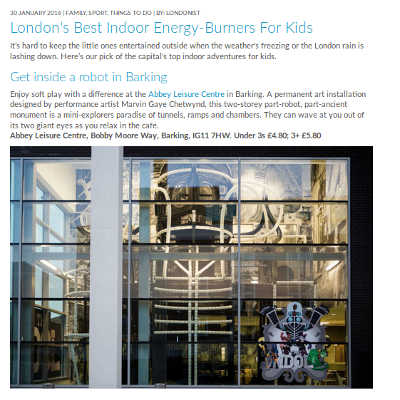 30 JANUARY 2016 | FAMILY, SPORT, THINGS TO DO | BY: LONDONIST
London's Best Indoor Energy-Burners For Kids
It's hard to keep the little ones entertained outside when the weather's freezing or the London rain is
lashing down. Here's our pick of the capital's top indoor adventures for kids.
Get inside a robot in Barking
Enjoy soft play with a difference at the Abbey Leisure Centre in Barking. A permanent art installation
designed by performance artist Marvin Gaye Chetwynd, this two-storey part-robot, part-ancient
monument is a mini-explorers paradise of tunnels, ramps and chambers. They can wave at you out of
its two giant eyes as you relax in the café.
Abbey Leisure Centre, Bobby Moore Way, Barking, IG11 7HW. Under 3s £4.80; 3+ £5.80